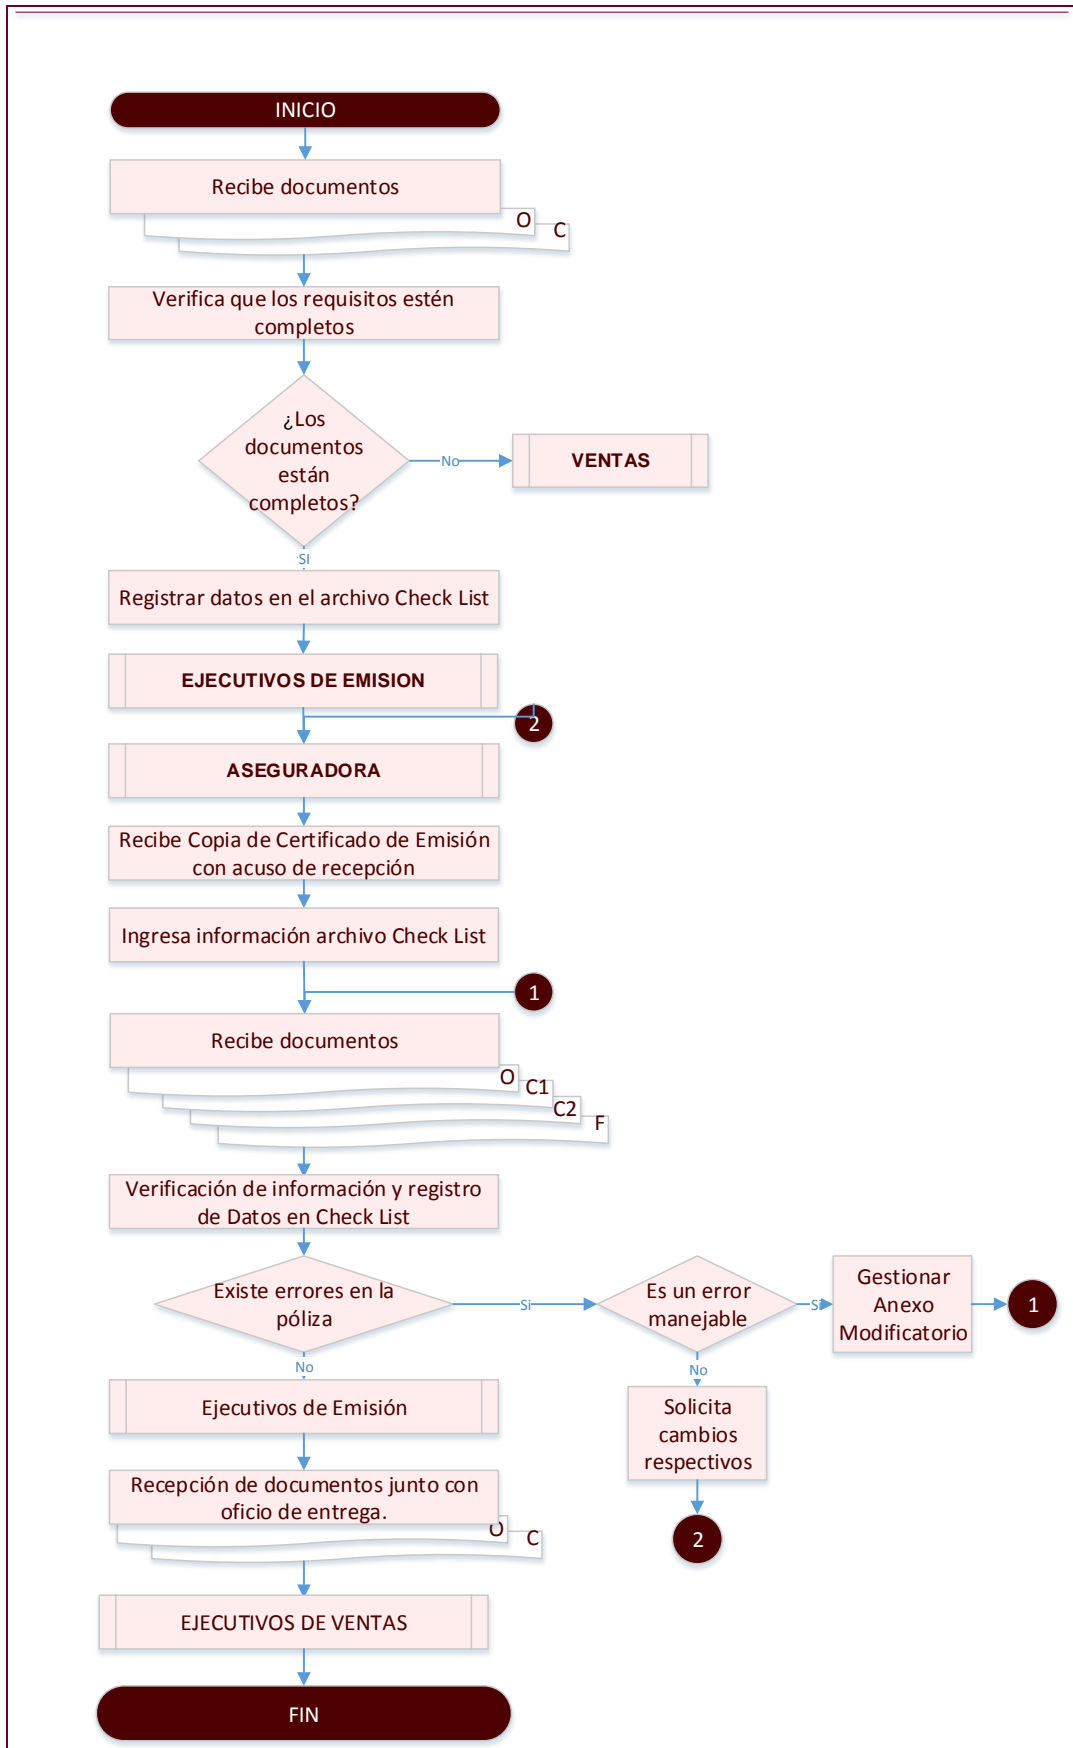 INICIO
Recibe documentos
O
C
Verifica que los requisitos estén
completos
¿Los
documentos
están
completos?
No
VENTAS
SI
Registrar datos en el archivo Check List
EJECUTIVOS DE EMISION
2
ASEGURADORA
Recibe Copia de Certificado de Emisión
con acuso de recepción
Ingresa información archivo Check List
1
Recibe documentos
O
C1
C2
F
Verificación de información y registro
de Datos en Check List
Existe errores en la
póliza
Si
Es un error
manejable
Si
Gestionar
Anexo
Modificatorio
1
No
No
Ejecutivos de Emisión
Solicita
cambios
respectivos
Recepción de documentos junto con
oficio de entrega.
O
C
2
EJECUTIVOS DE VENTAS
FIN